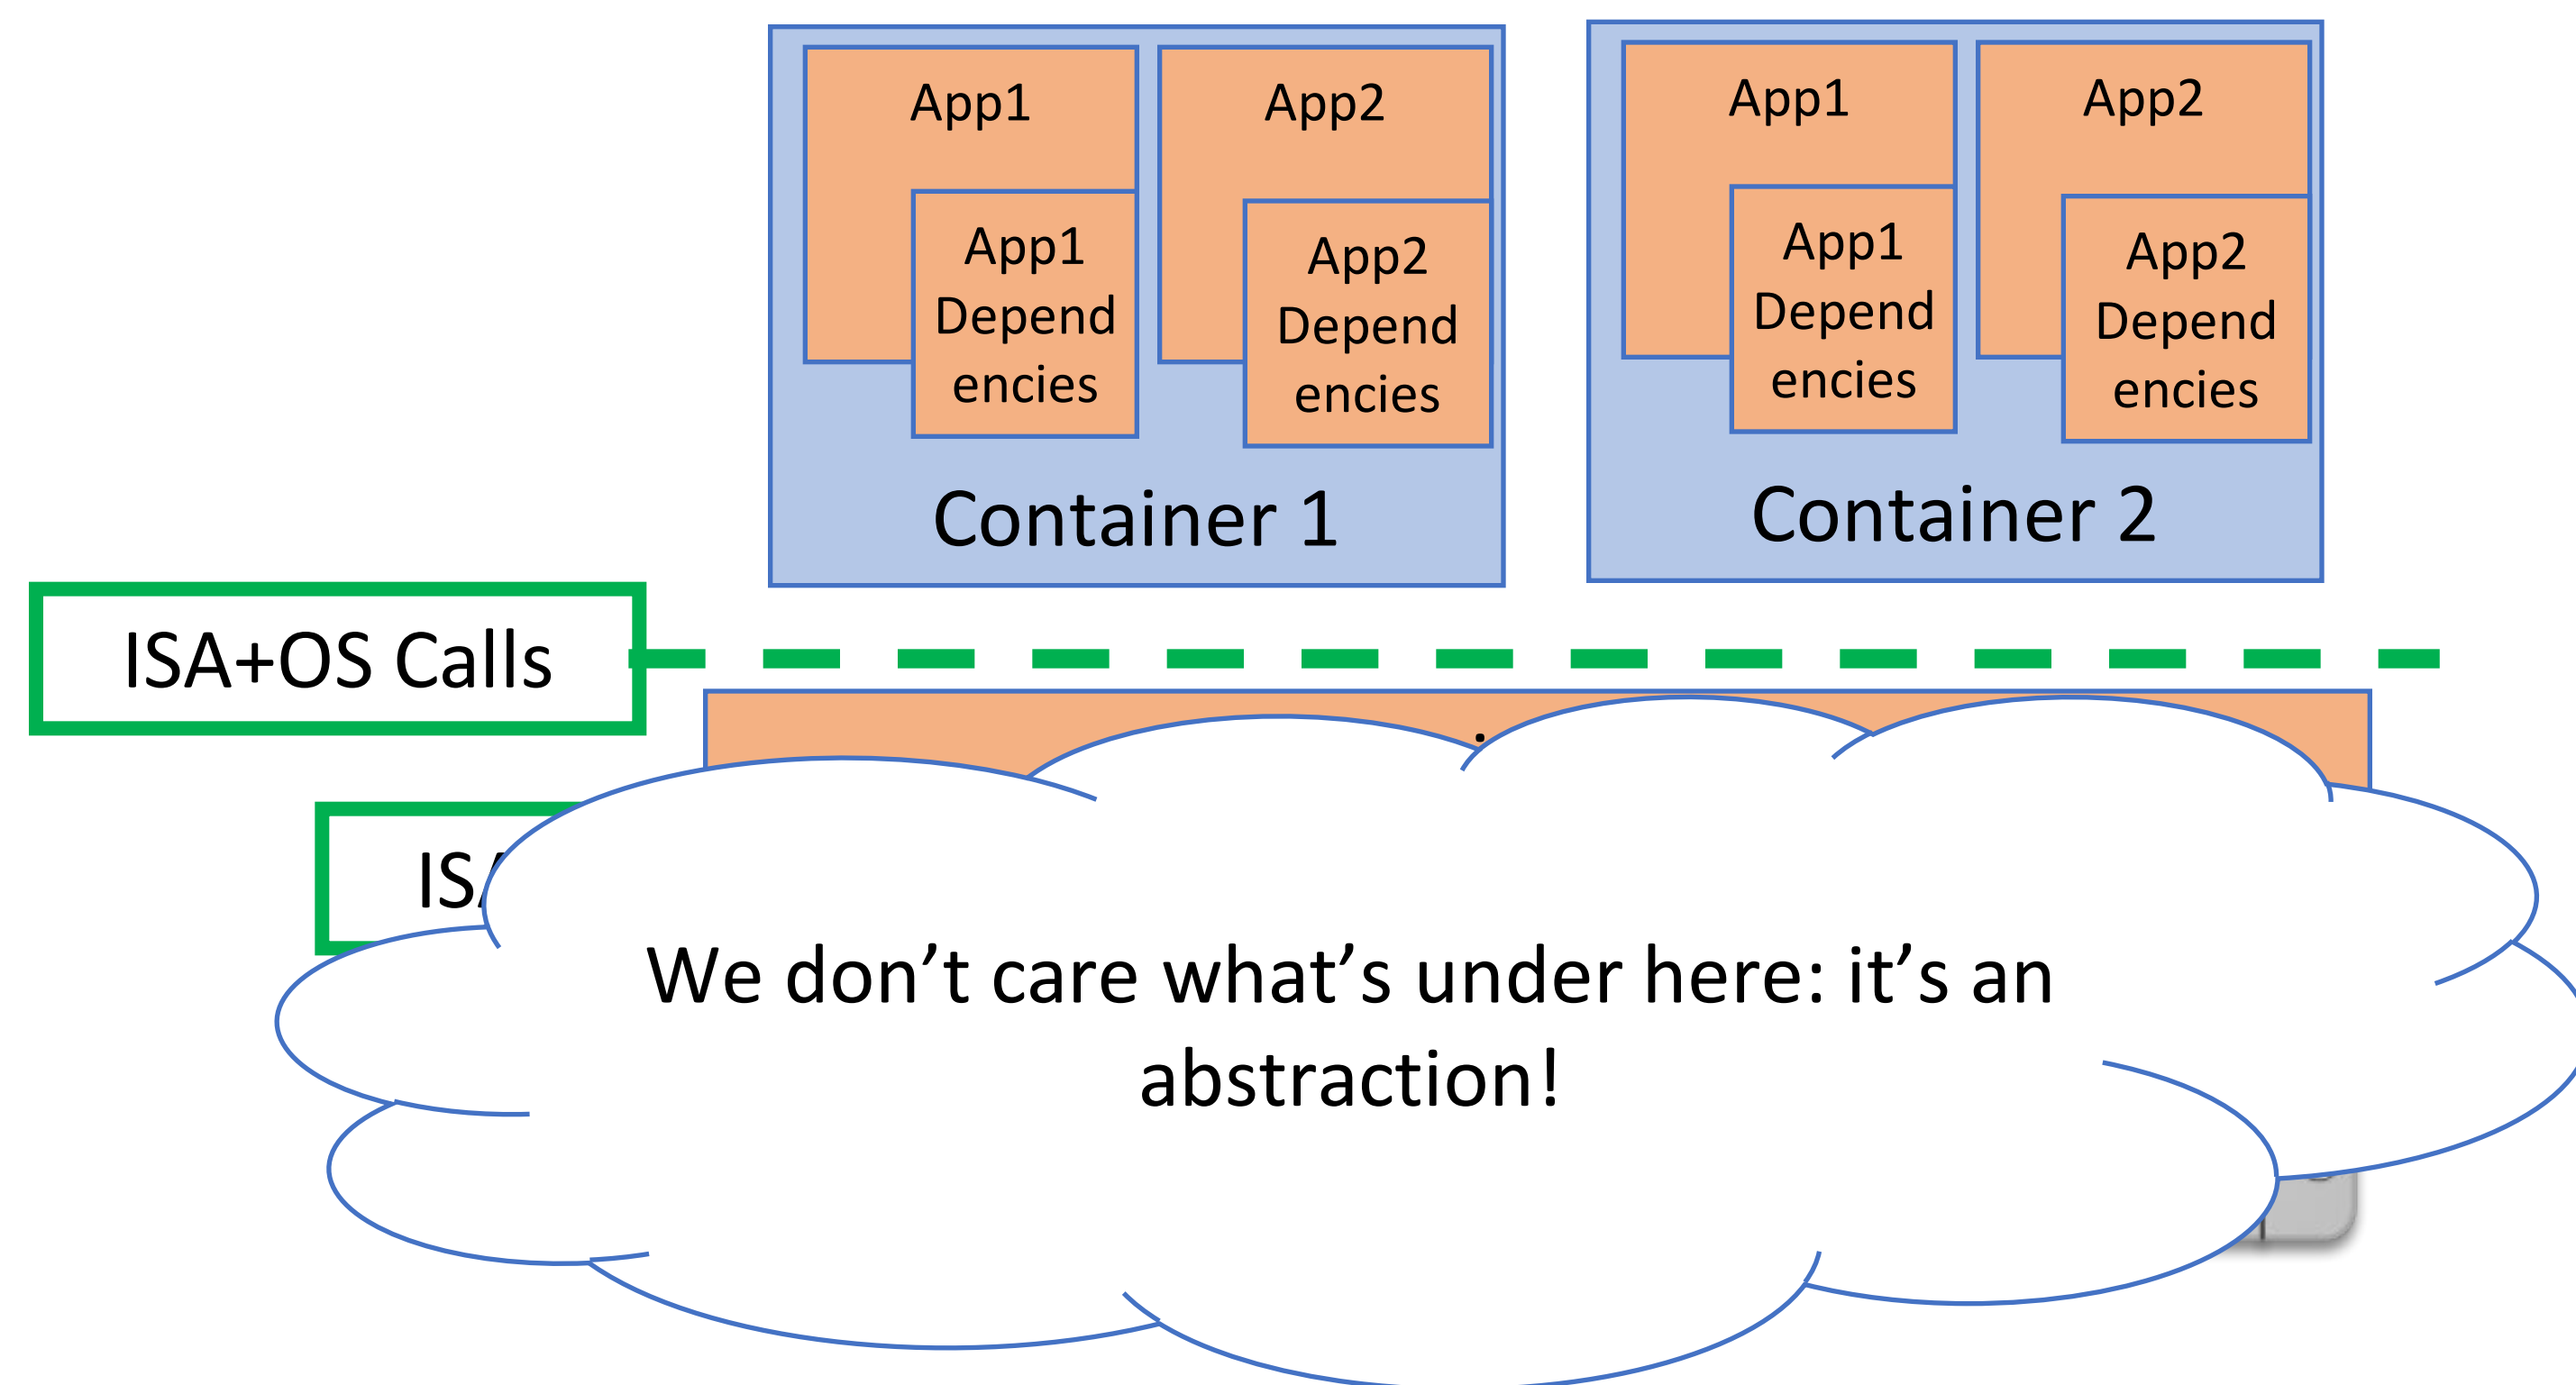 App1
App1
Depend
encies
App2
App2
Depend
encies
Container 1
App1
App1
Depend
encies
App2
App2
Depend
encies
Container 2
ISA+OS Calls
We don’t care what’s under here: it’s an
abstraction!